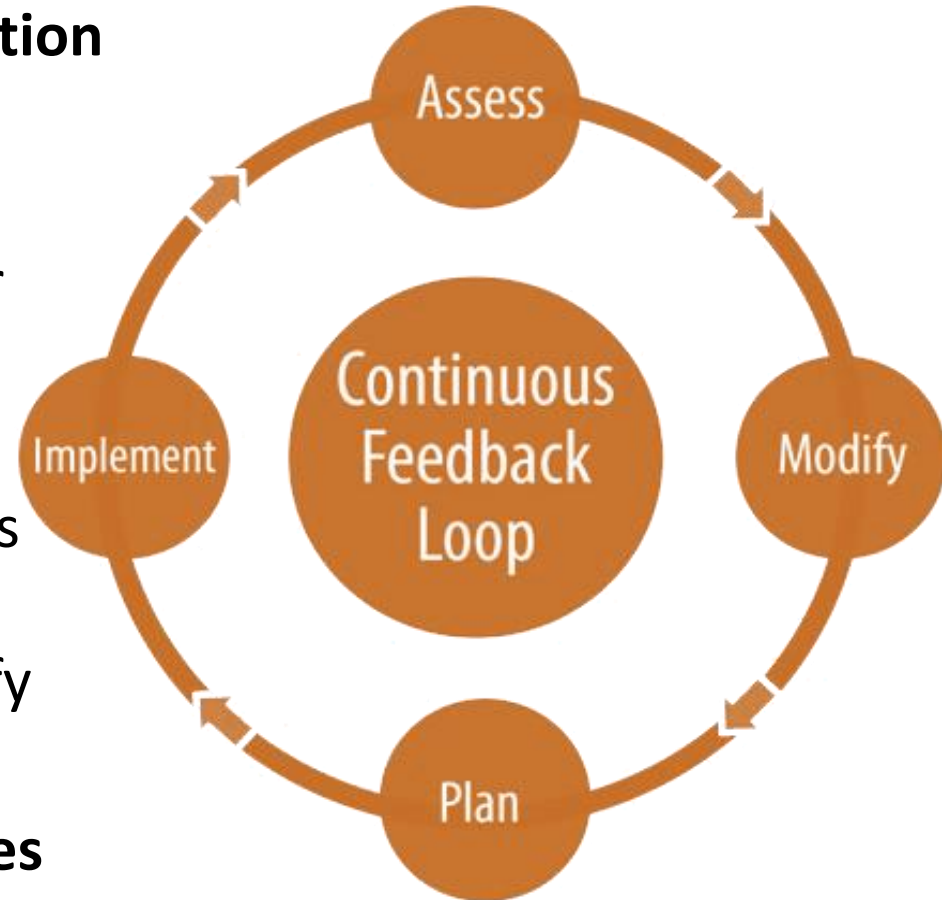 tion
Assess
r
Continuous
Feedback
Loop
Implement
Modify
s
fy
Plan
es